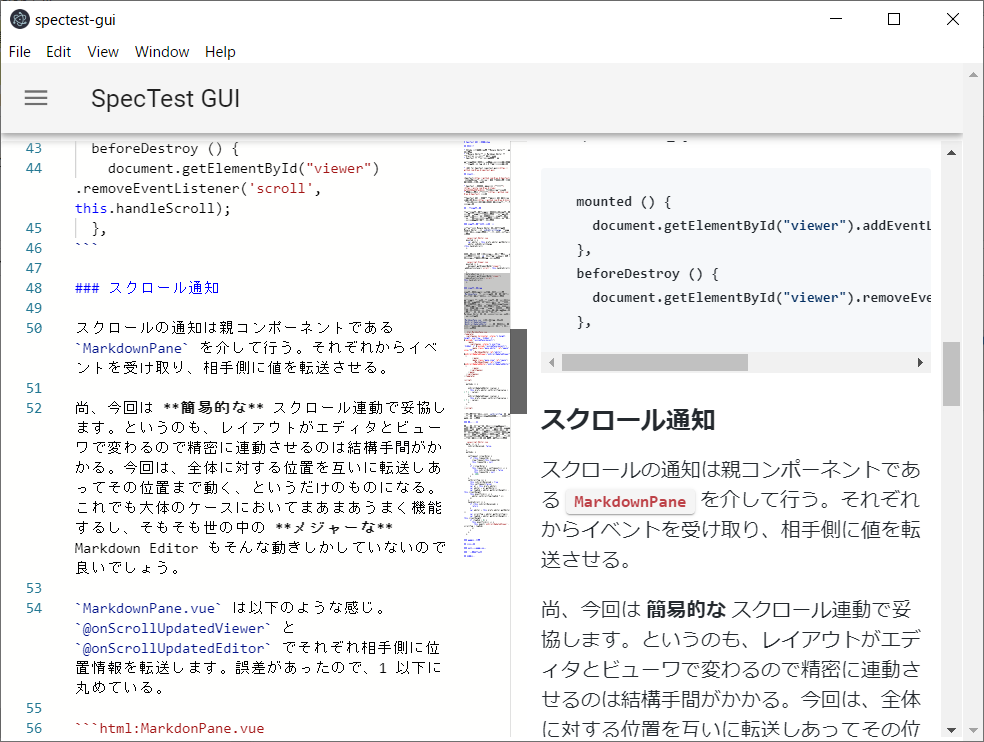 spectest-gui
File Edit View Window Help
SpecTest GUI
43 beforeDestroy () {
44 document.getElementById("viewer")
.removeEventListener('scroll',
this.handleScroll);
45 },
46 ```
47
48 ### スクロール通知
49
50 スクロールの通知は親コンポーネントである
`MarkdownPane` を介して行う。それぞれからイベ
ントを受け取り、相手側に値を転送させる。
51
52 尚、今回は **簡易的な** スクロール連動で妥協し
ます。というのも、レイアウトがエディタとビュー
ワで変わるので精密に連動させるのは結構手間がか
かる。今回は、全体に対する位置を互いに転送しあ
ってその位置まで動く、というだけのものになる。
これでも大体のケースにおいてまあまあうまく機能
するし、そもそも世の中の **メジャーな**
Markdown Editor もそんな動きしかしていないので
良いでしょう。
53
54 `MarkdownPane.vue` は以下のような感じ。
`@onScrollUpdatedViewer` と
`@onScrollUpdatedEditor` でそれぞれ相手側に位
置情報を転送します。誤差があったので、1 以下に
丸めている。
55
56 ```html:MarkdonPane.vue
mounted () {
document.getElementById("viewer").addEventL
},
beforeDestroy () {
document.getElementById("viewer").removeEve
},
スクロール通知
スクロールの通知は親コンポーネントであ
る MarkdownPane を介して行う。それぞれ
からイベントを受け取り、相手側に値を転
送させる。
尚、今回は 簡易的な スクロール連動で妥
協します。というのも、レイアウトがエデ
ィタとビューワで変わるので精密に連動さ
せるのは結構手間がかかる。今回は、全体
に対する位置を互いに転送しあってその位